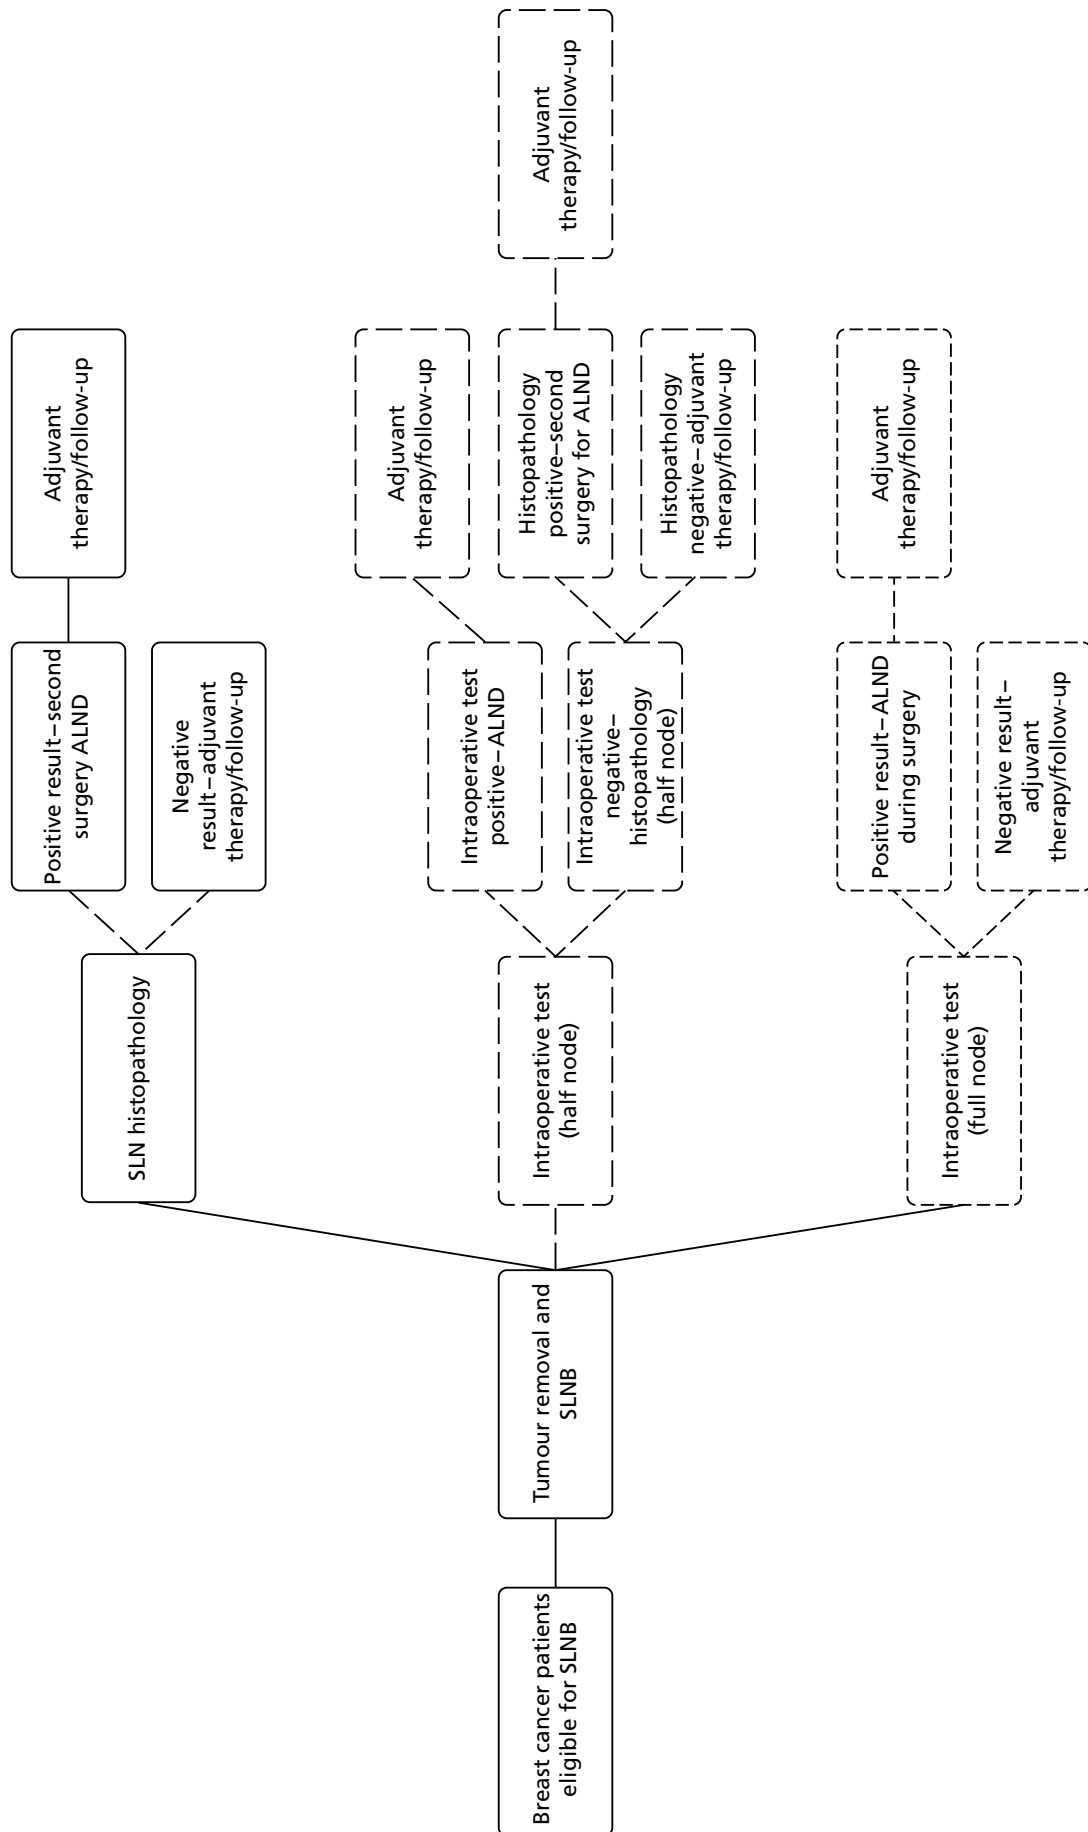 Breast cancer patients
eligible for SLNB
Tumour removal and
SLNB
SLN histopathology
Positive result–second
surgery ALND
Adjuvant
therapy/follow-up
Negative
result–adjuvant
therapy/follow-up
Intraoperative test
(half node)
Intraoperative test
positive–ALND
Adjuvant
therapy/follow-up
Intraoperative test
negative–
histopathology
(half node)
Histopathology
positive–second
surgery for ALND
Adjuvant
therapy/follow-up
Histopathology
negative–adjuvant
therapy/follow-up
Intraoperative test
(full node)
Positive result–ALND
during surgery
Adjuvant
therapy/follow-up
Negative result–
adjuvant
therapy/follow-up